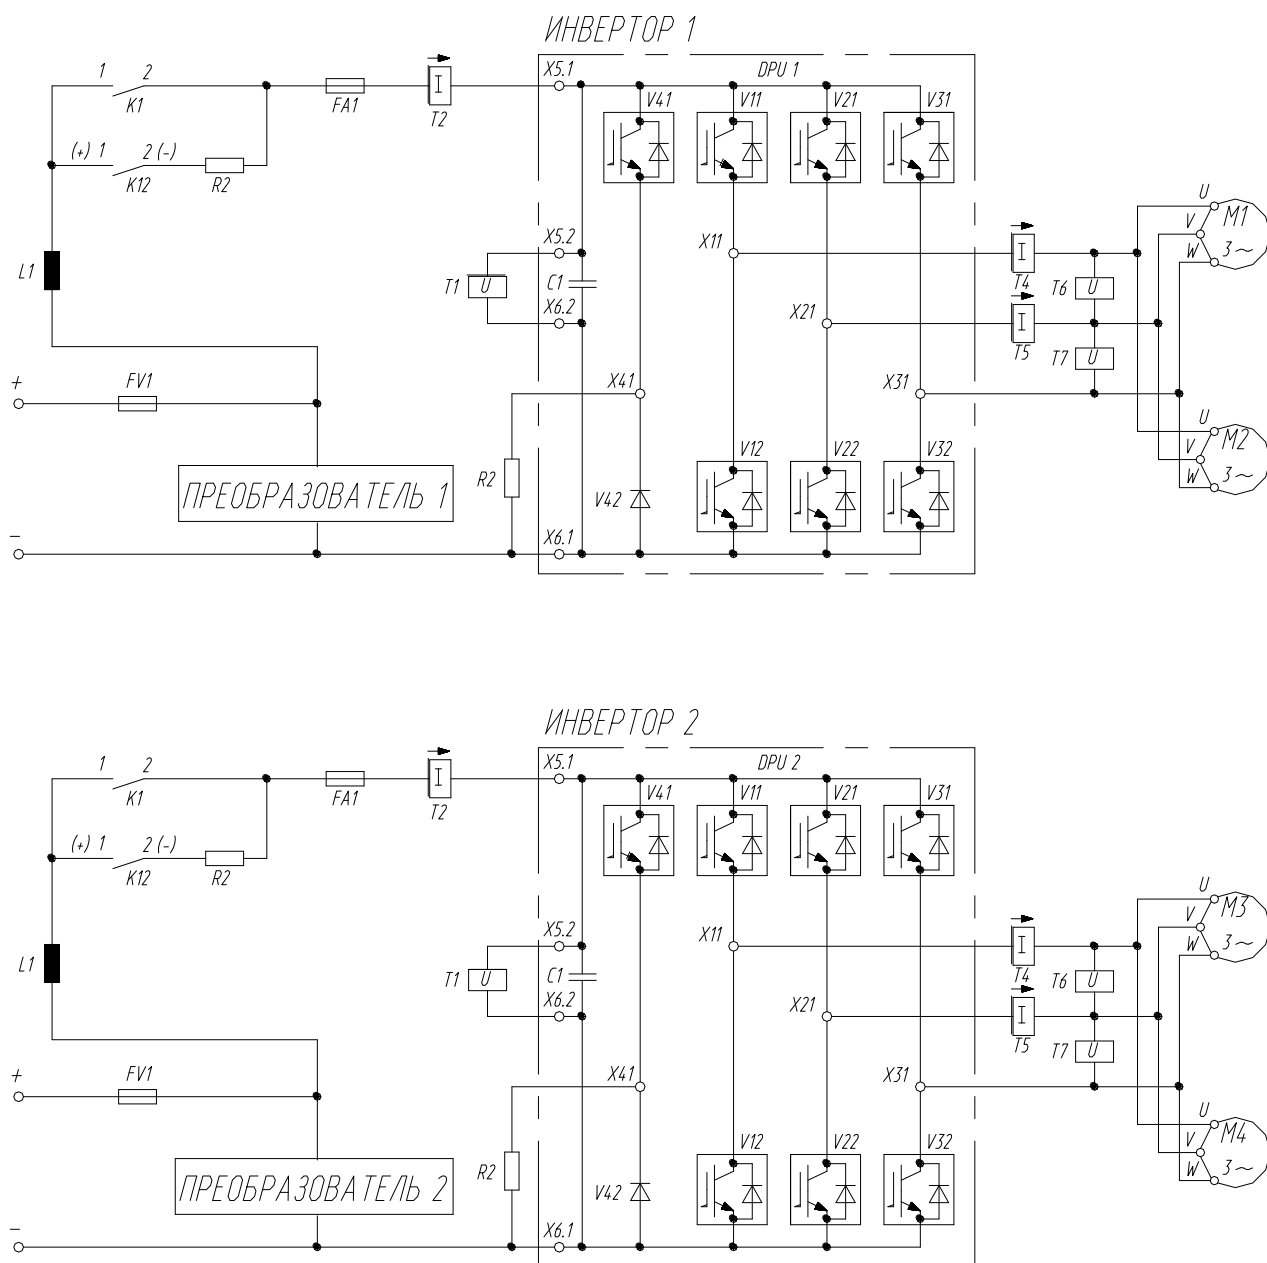 ИНВЕРТОР 1
DPU 1
1
2
K1
FA1
T2
X5.1
V41
V11
V21
V31
(+) 1
2 (-)
K12
R2
I
L1
X5.2
T1
U
C1
X6.2
X11
X21
X41
X31
I
T4
I
T5
T6
U
T7
U
U
V
W
M1
3~
U
V
W
M2
3~
+
FV1
ПРЕОБРАЗОВАТЕЛЬ 1
R2
V42
V12
V22
V32
-
X6.1
ИНВЕРТОР 2
DPU 2
1
2
K1
FA1
T2
X5.1
V41
V11
V21
V31
(+) 1
2 (-)
K12
R2
I
L1
X5.2
T1
U
C1
X6.2
X11
X21
X41
X31
I
T4
I
T5
T6
U
T7
U
U
V
W
M3
3~
U
V
W
M4
3~
+
FV1
ПРЕОБРАЗОВАТЕЛЬ 2
R2
V42
V12
V22
V32
-
X6.1